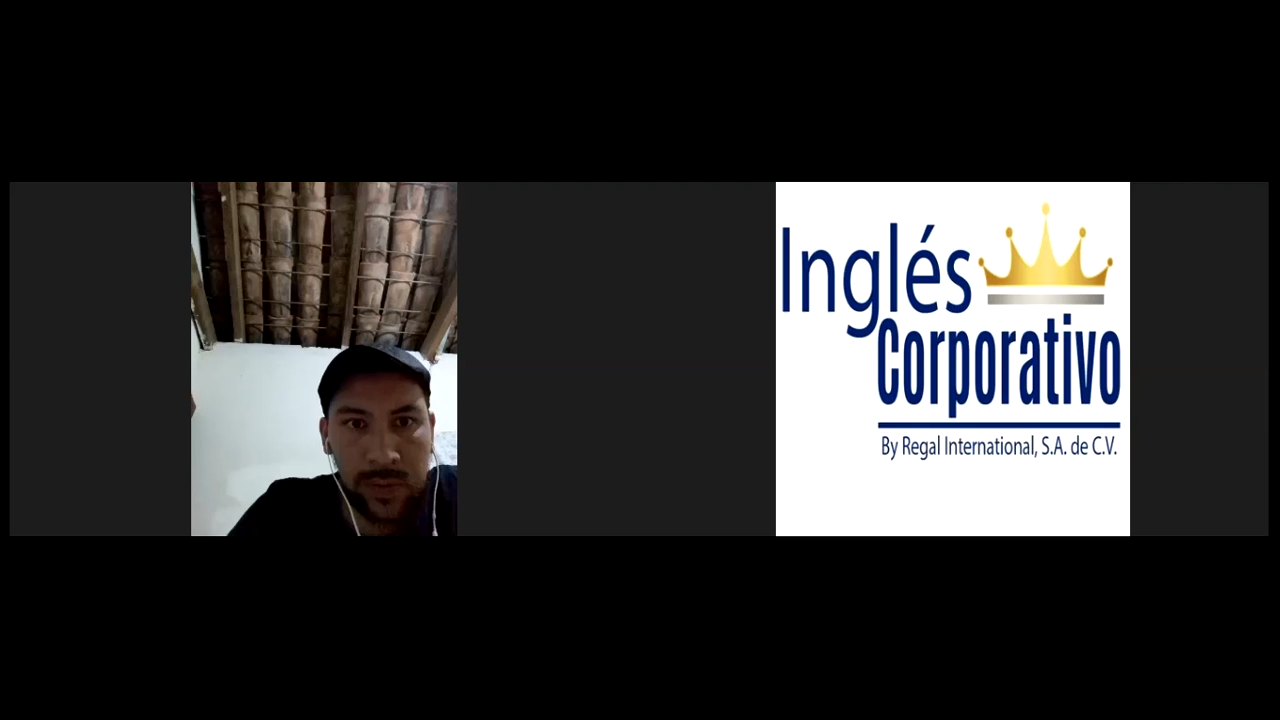 Inglés
Corporativo
By Regal International, S.A. de C.V.